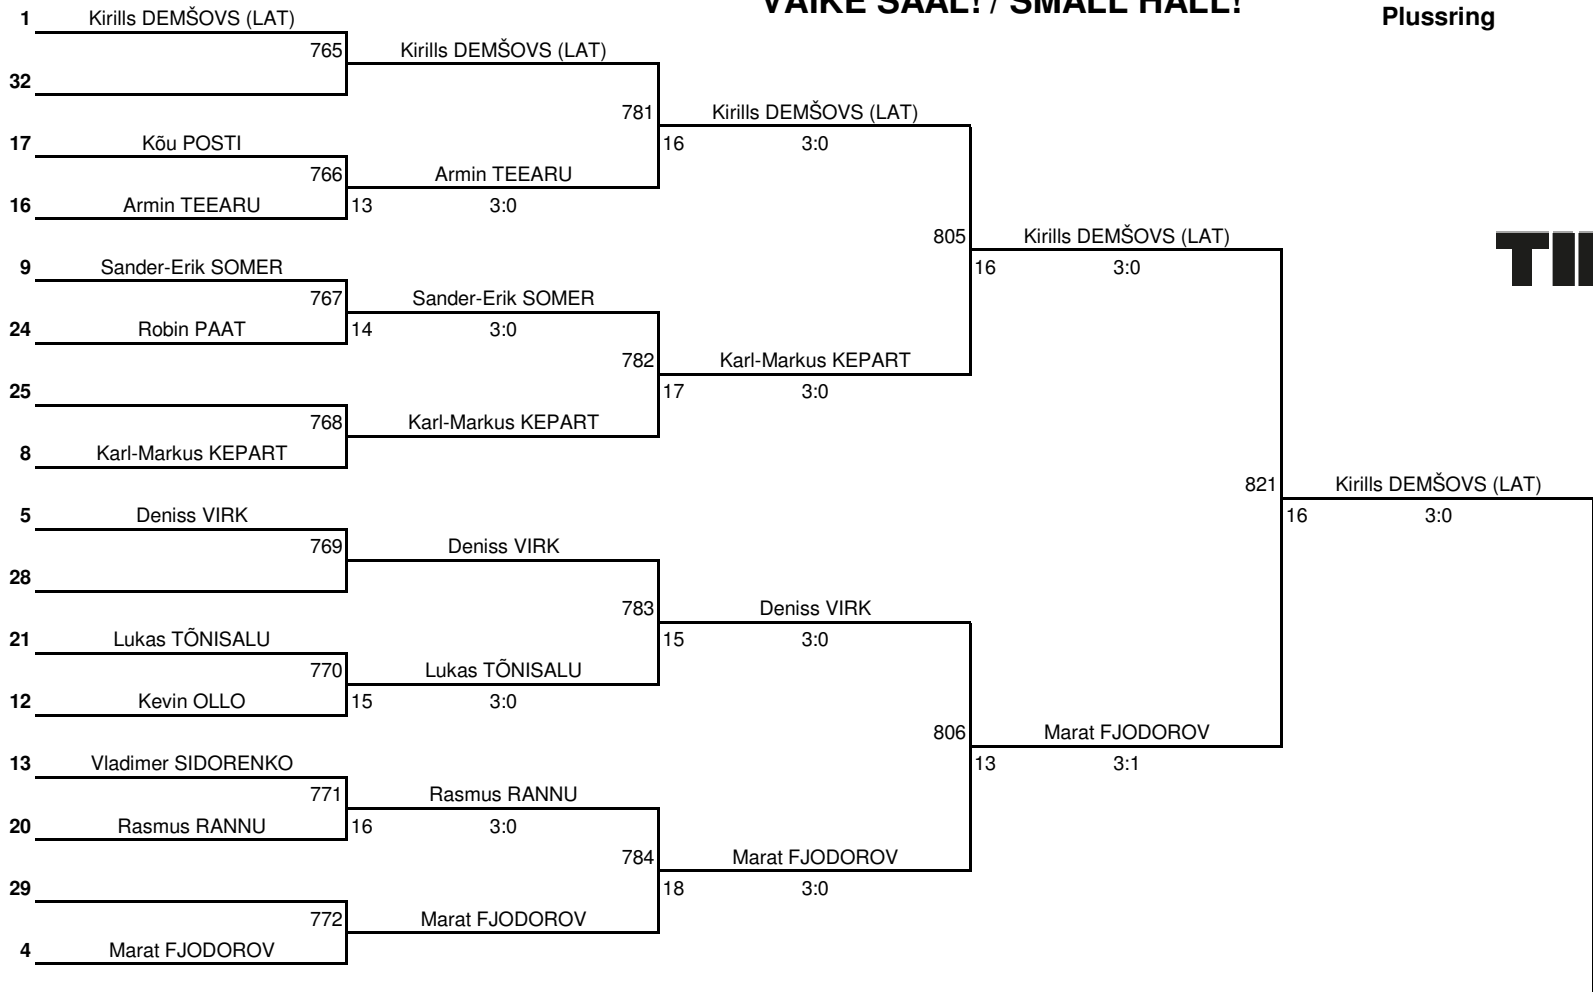 VÄIKE SAAL! / SMALL HALL!
Plussring
1 Kirills DEMŠOVS (LAT)
765 Kirills DEMŠOVS (LAT)
32
781 Kirills DEMŠOVS (LAT)
17 Kõu POSTI
16 3:0
766 Armin TEEARU
16 Armin TEEARU
13 3:0
805 Kirills DEMŠOVS (LAT)
9 Sander-Erik SOMER
16 3:0
767 Sander-Erik SOMER
24 Robin PAAT
14 3:0
782 Karl-Markus KEPART
25
17 3:0
768 Karl-Markus KEPART
8 Karl-Markus KEPART
821 Kirills DEMŠOVS (LAT)
5 Deniss VIRK
16 3:0
769 Deniss VIRK
28
783 Deniss VIRK
21 Lukas TÕNISALU
15 3:0
770 Lukas TÕNISALU
12 Kevin OLLO
15 3:0
806 Marat FJODOROV
13 Vladimer SIDORENKO
13 3:1
771 Rasmus RANNU
20 Rasmus RANNU
16 3:0
784 Marat FJODOROV
29
18 3:0
772 Marat FJODOROV
4 Marat FJODOROV